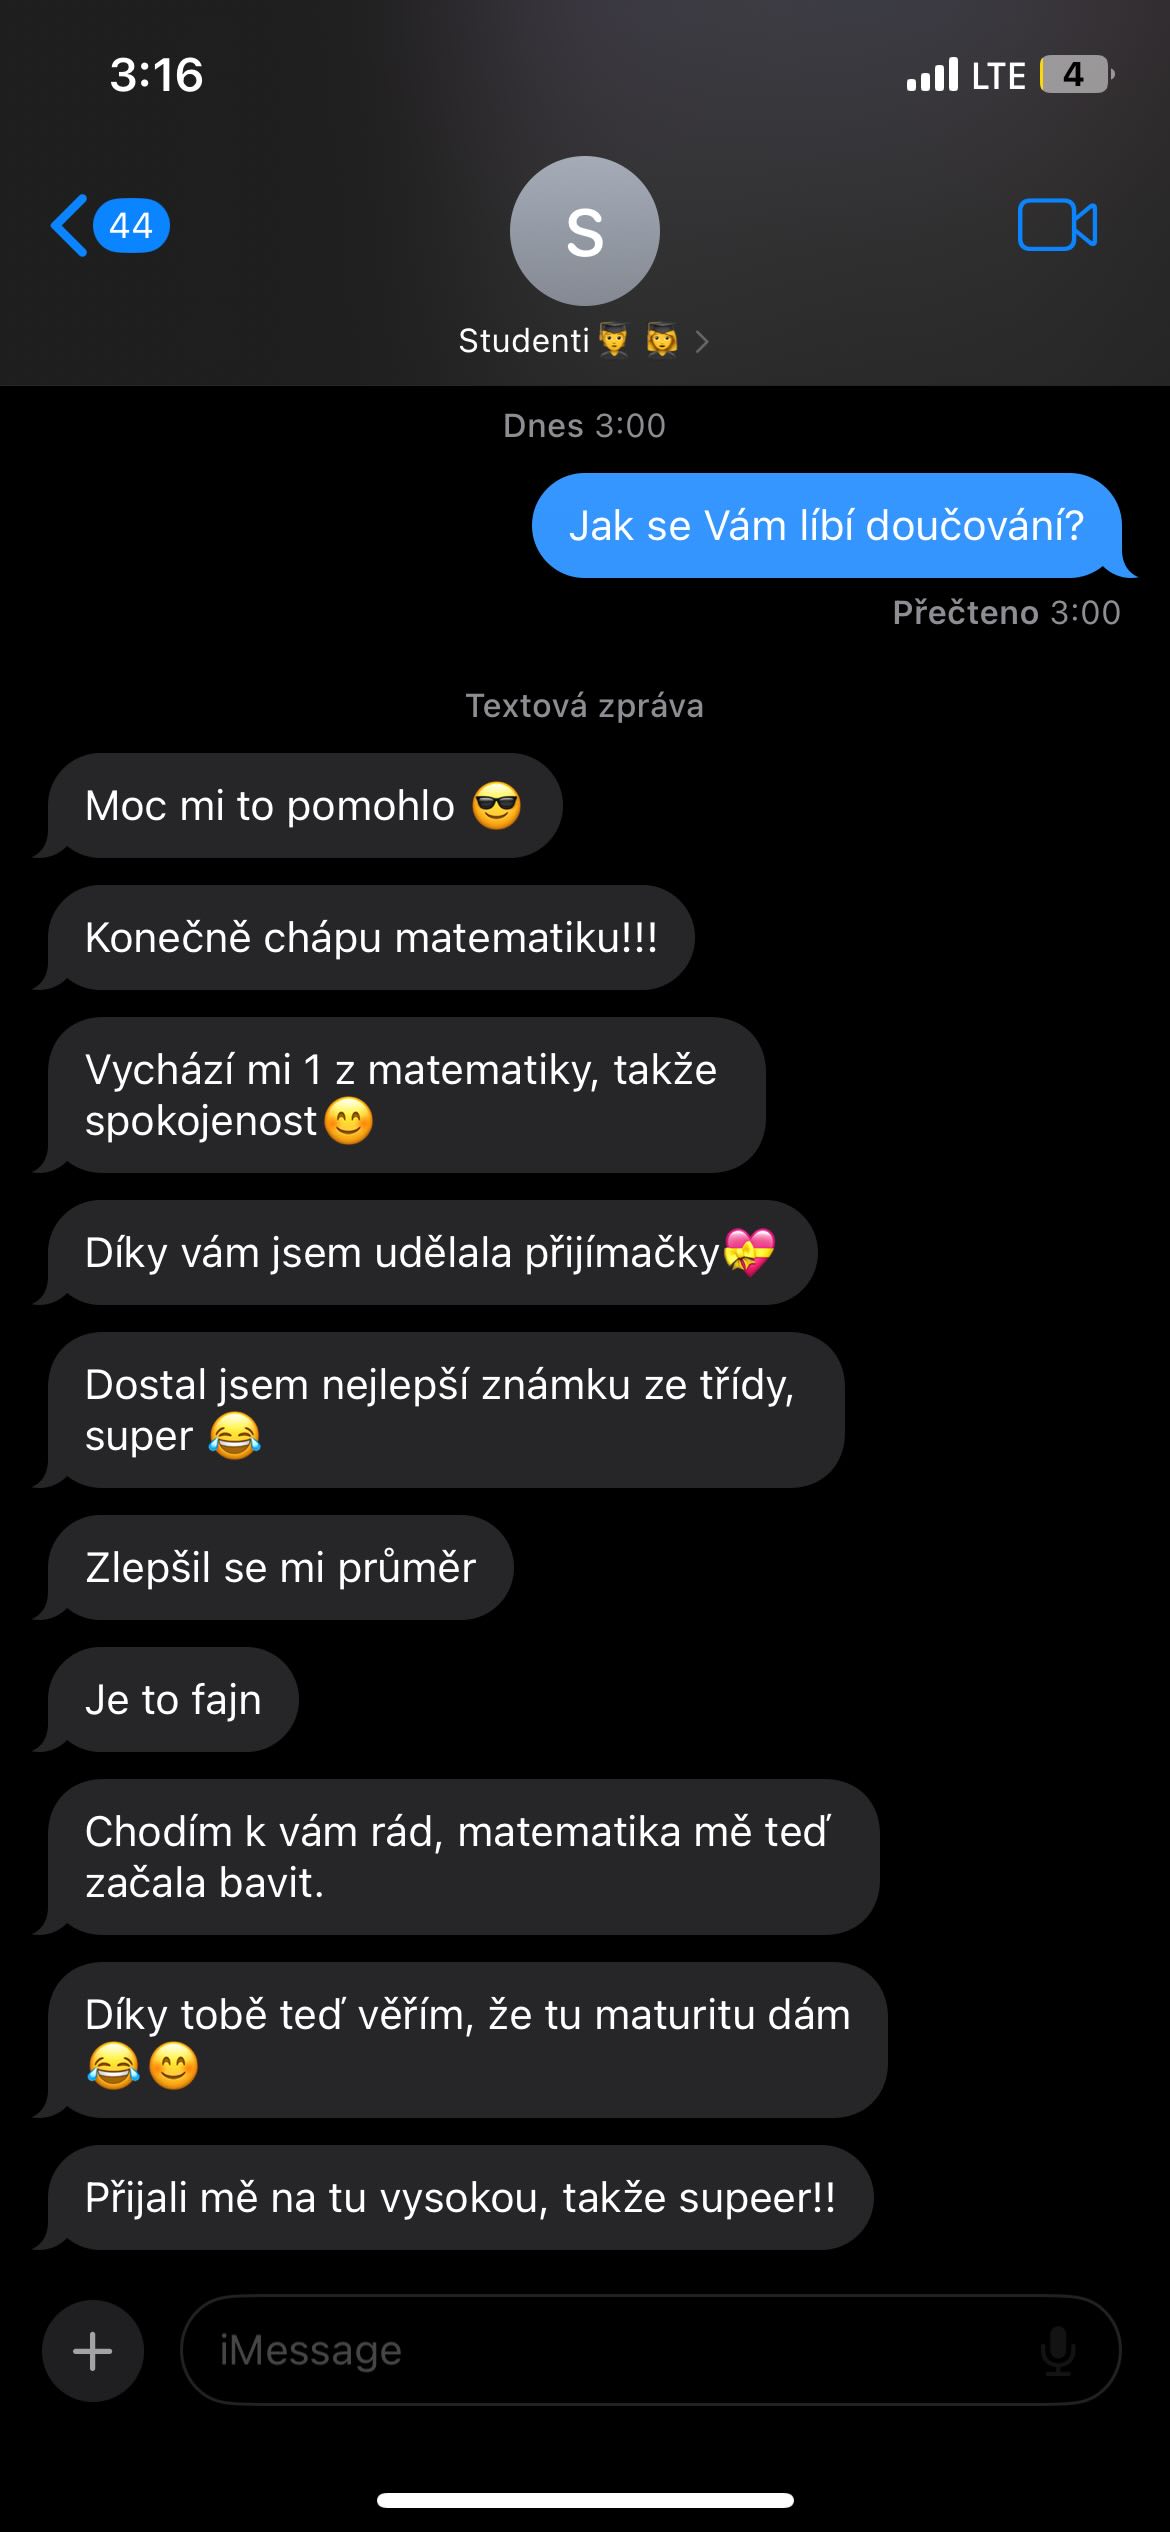 3:16
LTE 4
44
S
Studenti👨‍🎓 👩‍🎓
Dnes 3:00
Jak se Vám líbí doučování?
Přečteno 3:00
Textová zpráva
Moc mi to pomohlo 😎
Konečně chápu matematiku!!!
Vychází mi 1 z matematiky, takže
spokojenost😊
Díky vám jsem udělala přijímačky💝
Dostal jsem nejlepší známku ze třídy,
super 😂
Zlepšil se mi průměr
Je to fajn
Chodím k vám rád, matematika mě teď
začala bavit.
Díky tobě teď věřím, že tu maturitu dám
😂😊
Přijali mě na tu vysokou, takže supeer!!
iMessage